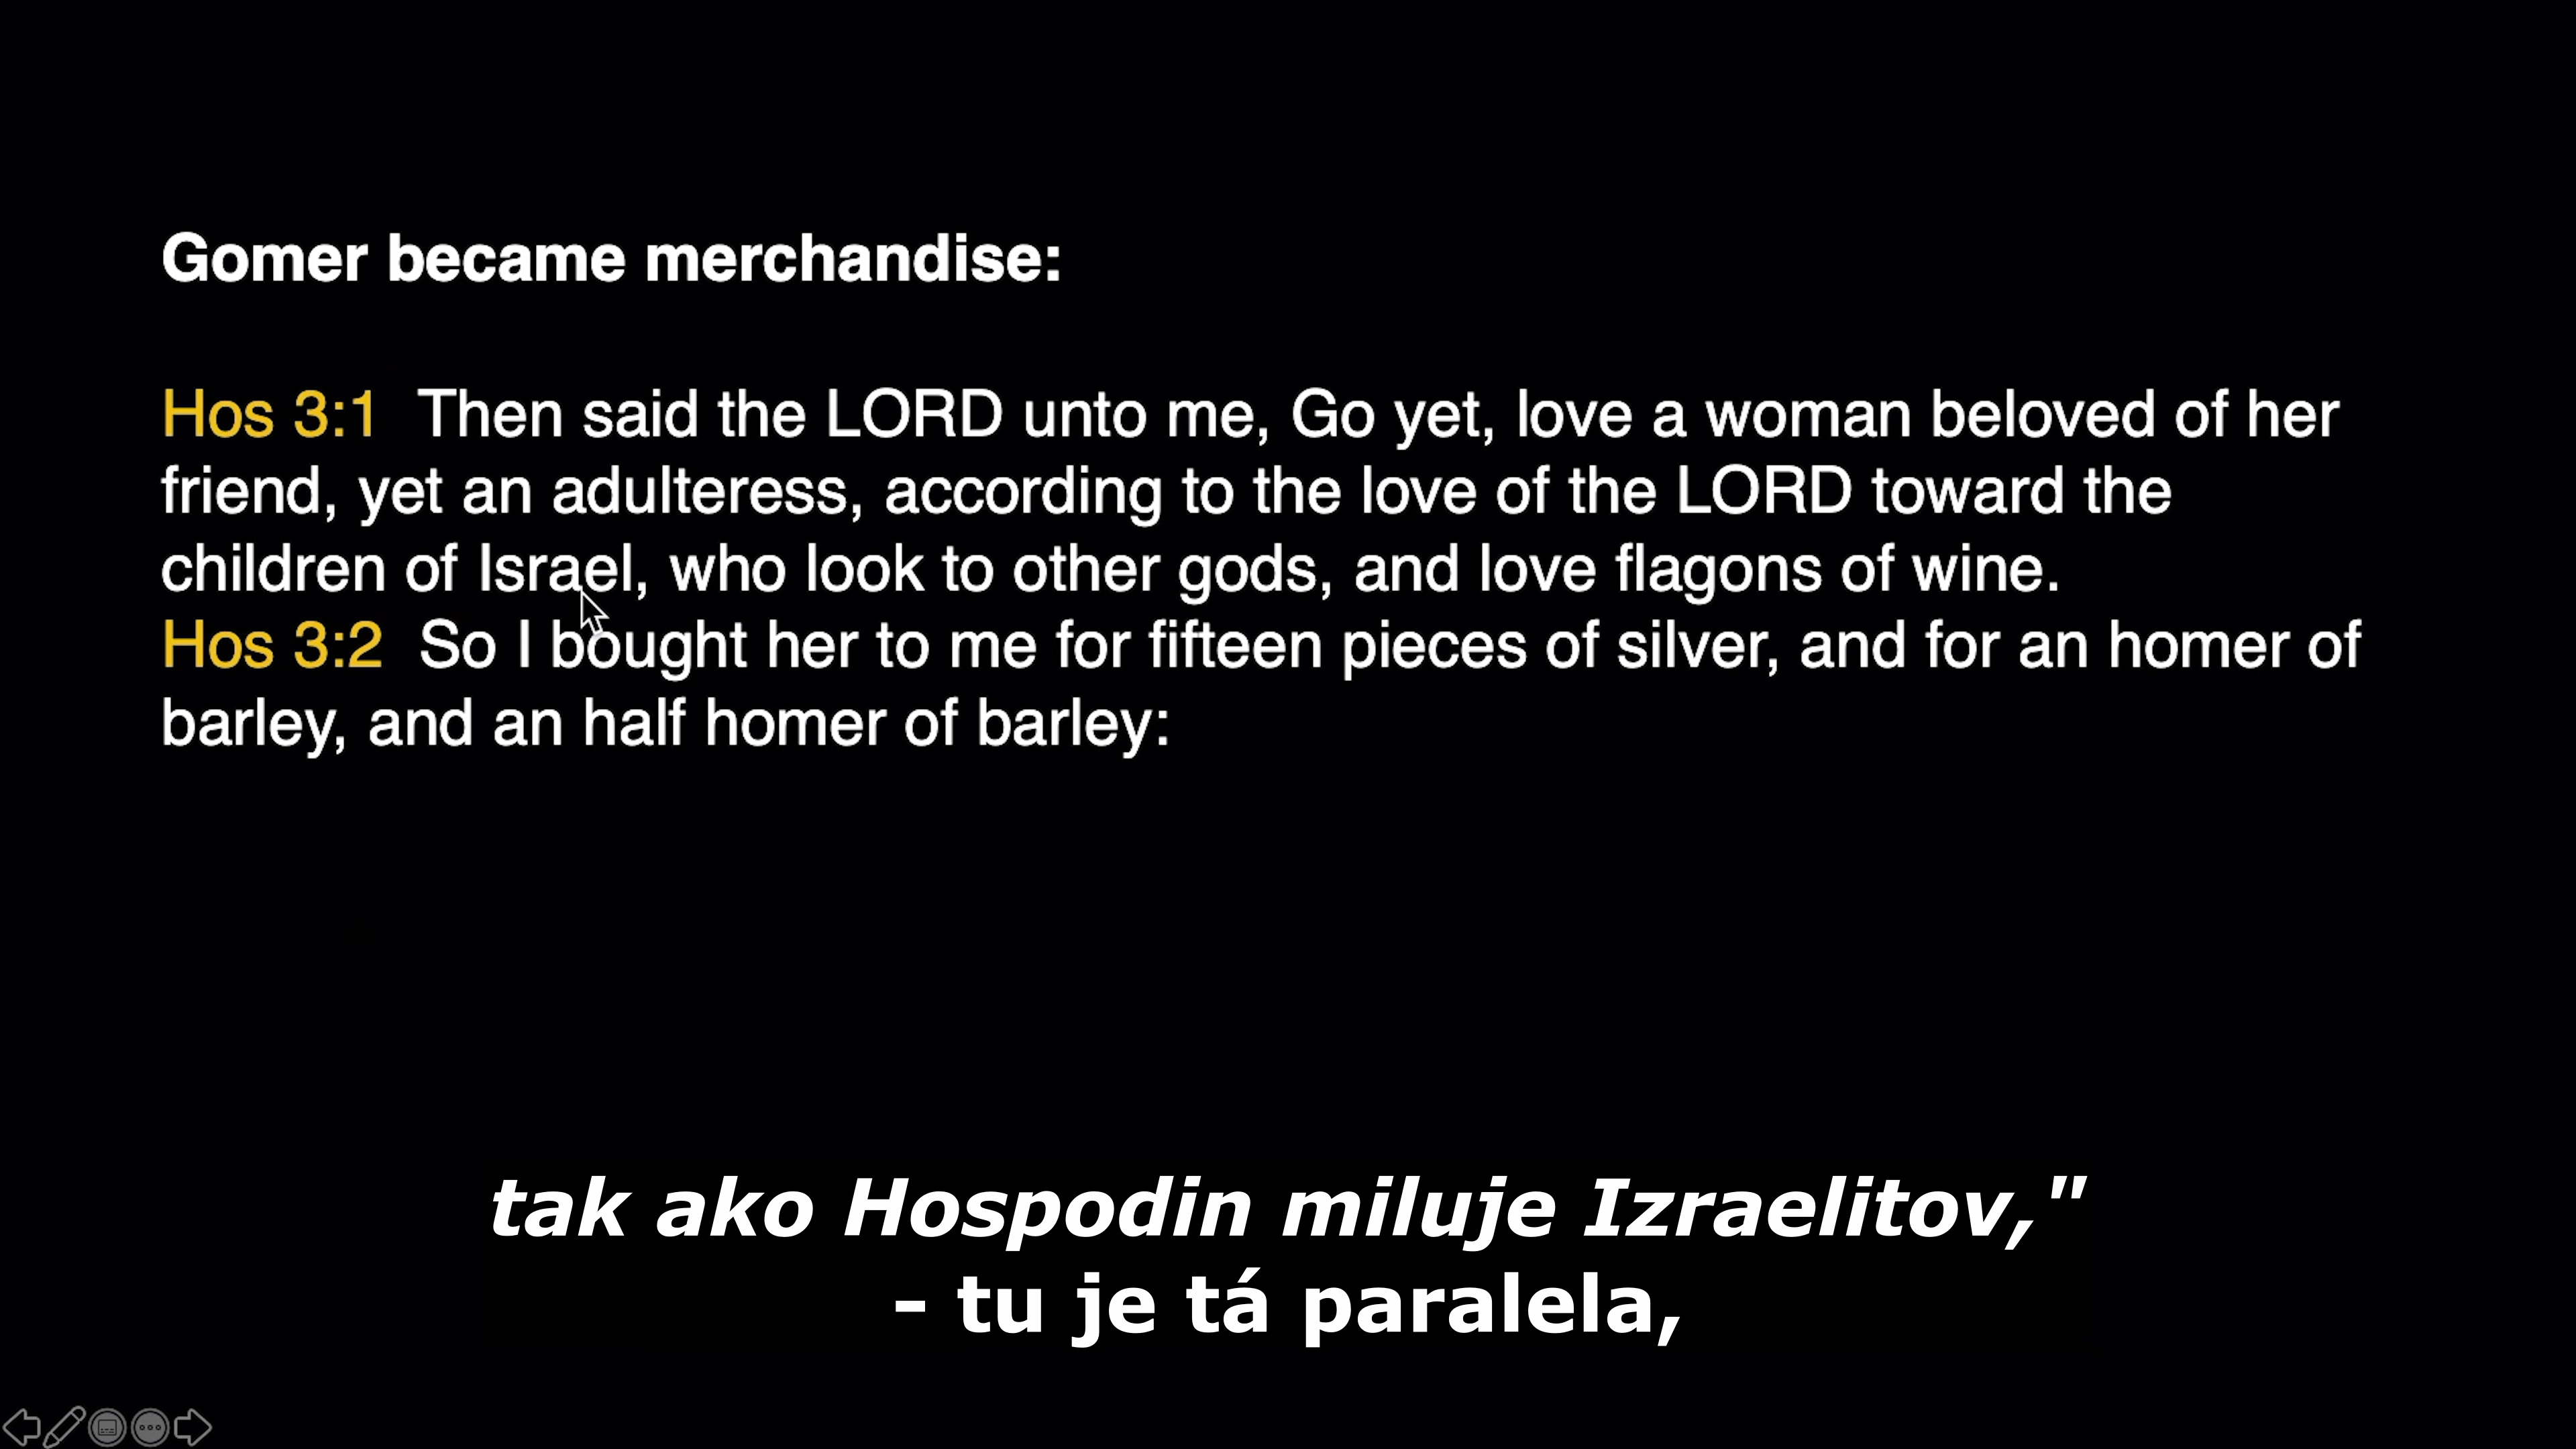 Gomer became merchandise:
Hos 3:1  Then said the LORD unto me, Go yet, love a woman beloved of her
friend, yet an adulteress, according to the love of the LORD toward the
children of Israel, who look to other gods, and love flagons of wine.
Hos 3:2  So I bought her to me for fifteen pieces of silver, and for an homer of
barley, and an half homer of barley:
tak ako Hospodin miluje Izraelitov,"
- tu je tá paralela,